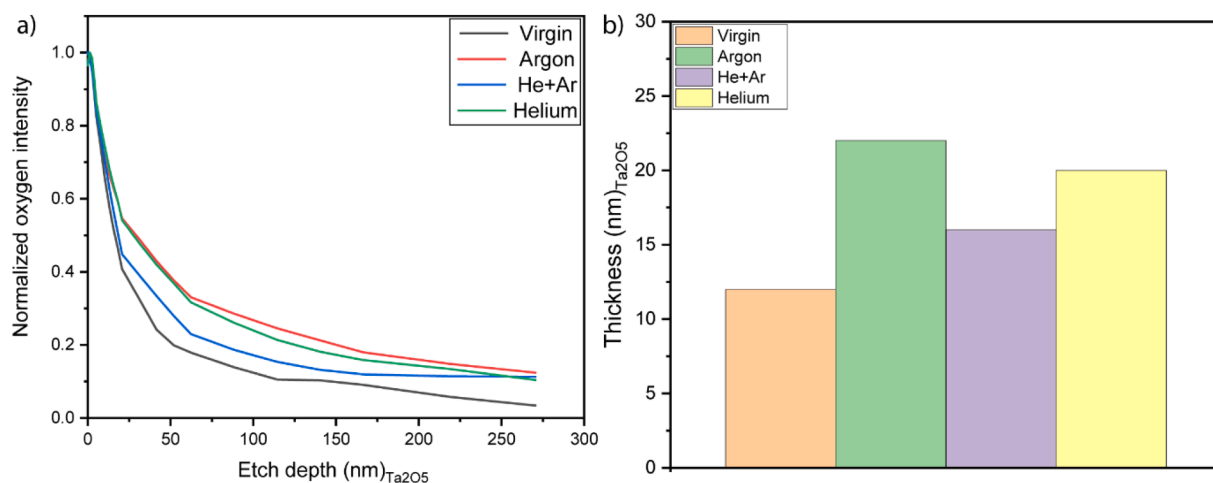 a)
Normalized oxygen intensity
1.0
0.8
0.6
0.4
0.2
0.0
Virgin
Argon
He+Ar
Helium
0 50 100 150 200 250 300
Etch depth (nm)Ta2O5
b)
Thickness (nm)Ta2O5
30
25
20
15
10
5
0
Virgin
Argon
He+Ar
Helium